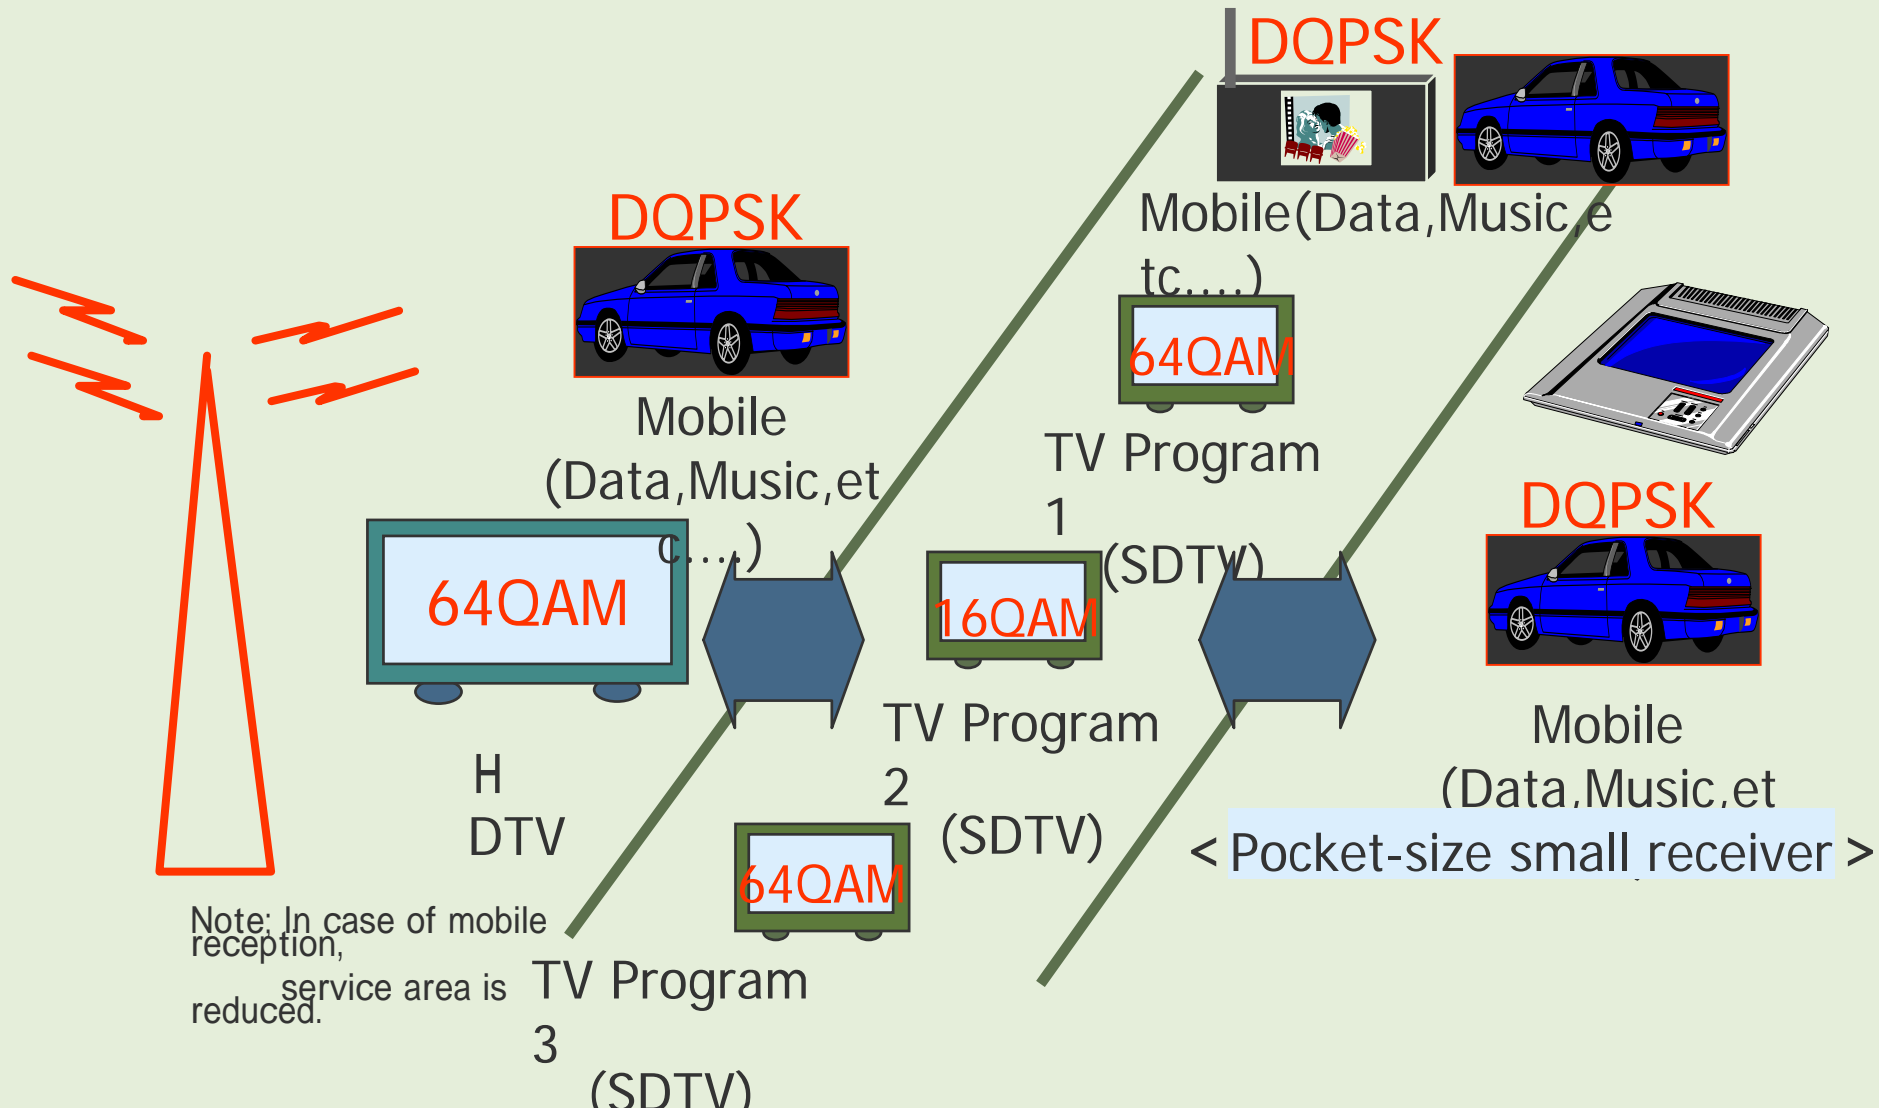 DQPSK
Mobile
(Data,Music,et
c....)
64QAM
H
DTV
Note; In case of mobile
reception,
service area is
reduced.
DQPSK
Mobile(Data,Music,e
tc....)
64QAM
TV Program
1
(SDTV)
16QAM
TV Program
2
(SDTV)
64QAM
TV Program
3
(SDTV)
DQPSK
Mobile
(Data,Music,et
<Pocket-size small receiver>